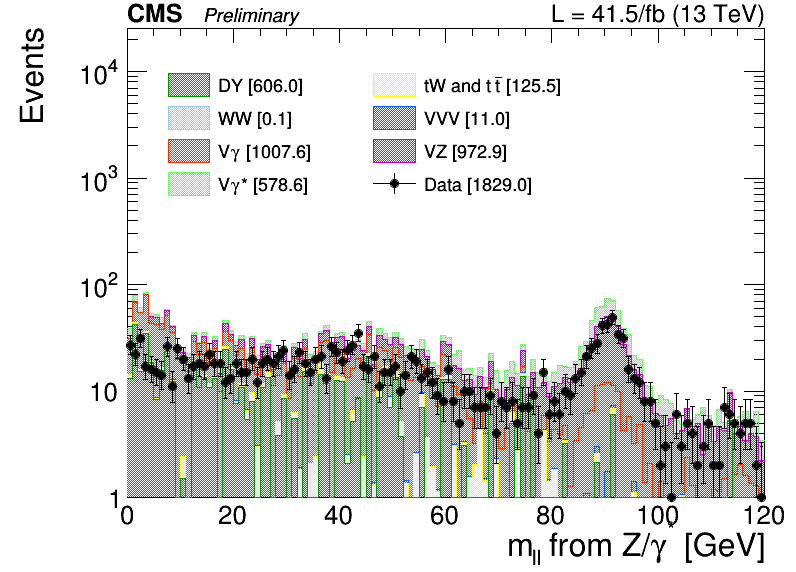 CMS Preliminary L = 41.5/fb (13 TeV)
Events
10⁴
10³
10²
10
1
DY [606.0]
WW [0.1]
Vγ [1007.6]
Vγ* [578.6]
tW and tt̄ [125.5]
VVV [11.0]
VZ [972.9]
Data [1829.0]
0 20 40 60 80 100 120
m_ll from Z/γ* [GeV]